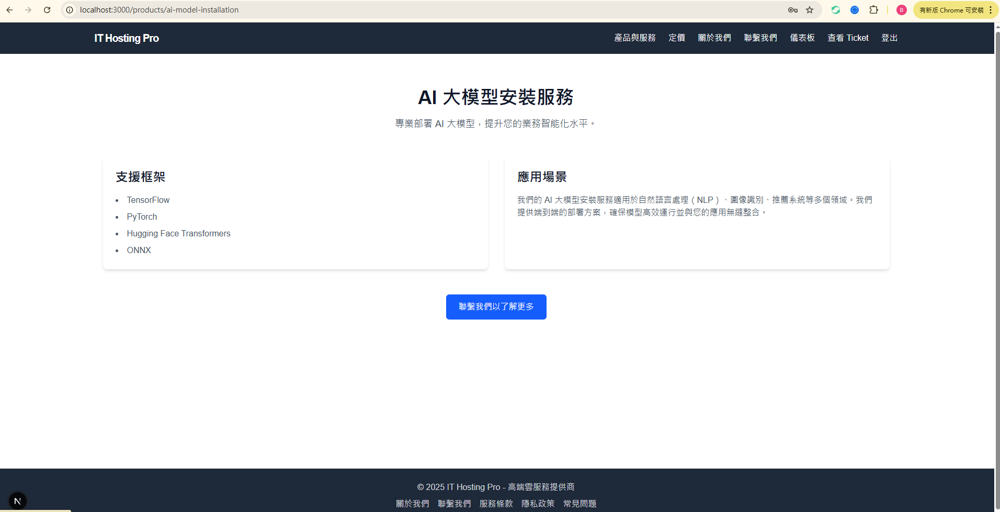 localhost:3000/products/ai-model-installation
B
有新版 Chrome 可安裝
IT Hosting Pro
產品與服務 定價 關於我們 聯繫我們 儀表板 查看 Ticket 登出
AI 大模型安裝服務
專業部署 AI 大模型，提升您的業務智能化水平。
支援框架
TensorFlow
PyTorch
Hugging Face Transformers
ONNX
應用場景
我們的 AI 大模型安裝服務適用於自然語言處理（NLP）、圖像識別、推薦系統等多個領域。我們
提供端到端的部署方案，確保模型高效運行並與您的應用無縫整合。
聯繫我們以了解更多
© 2025 IT Hosting Pro - 高端雲服務提供商
關於我們 聯繫我們 服務條款 隱私政策 常見問題
N